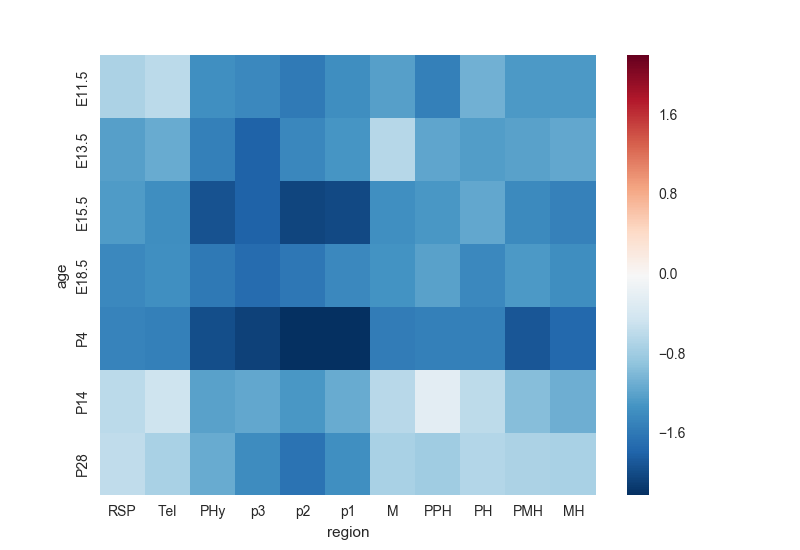 E11.5
E13.5
E15.5
E18.5
P4
P14
P28
age
RSP Tel PHy p3 p2 p1 M PPH PH PMH MH
region
1.6
0.8
0.0
−0.8
−1.6